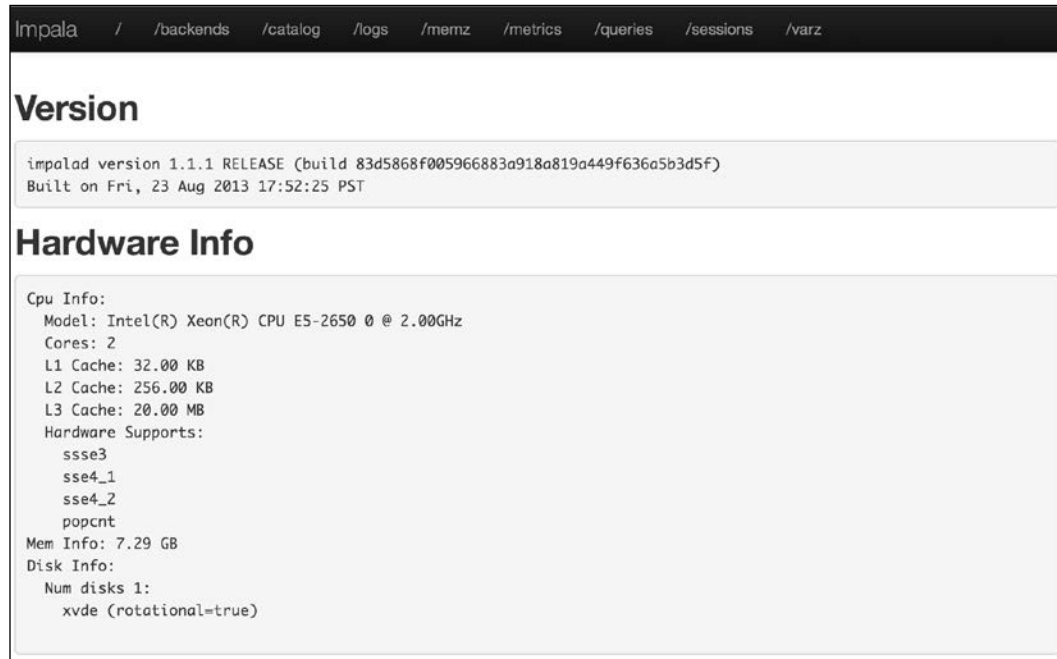 Impala / /backends /catalog /logs /memz /metrics /queries /sessions /varz
Version
impalad version 1.1.1 RELEASE (build 83d5868f005966883a918a819a449f636a5b3d5f)
Built on Fri, 23 Aug 2013 17:52:25 PST
Hardware Info
Cpu Info:
Model: Intel(R) Xeon(R) CPU E5-2650 0 @ 2.00GHz
Cores: 2
L1 Cache: 32.00 KB
L2 Cache: 256.00 KB
L3 Cache: 20.00 MB
Hardware Supports:
ssse3
sse4_1
sse4_2
popcnt
Mem Info: 7.29 GB
Disk Info:
Num disks 1:
xvde (rotational=true)